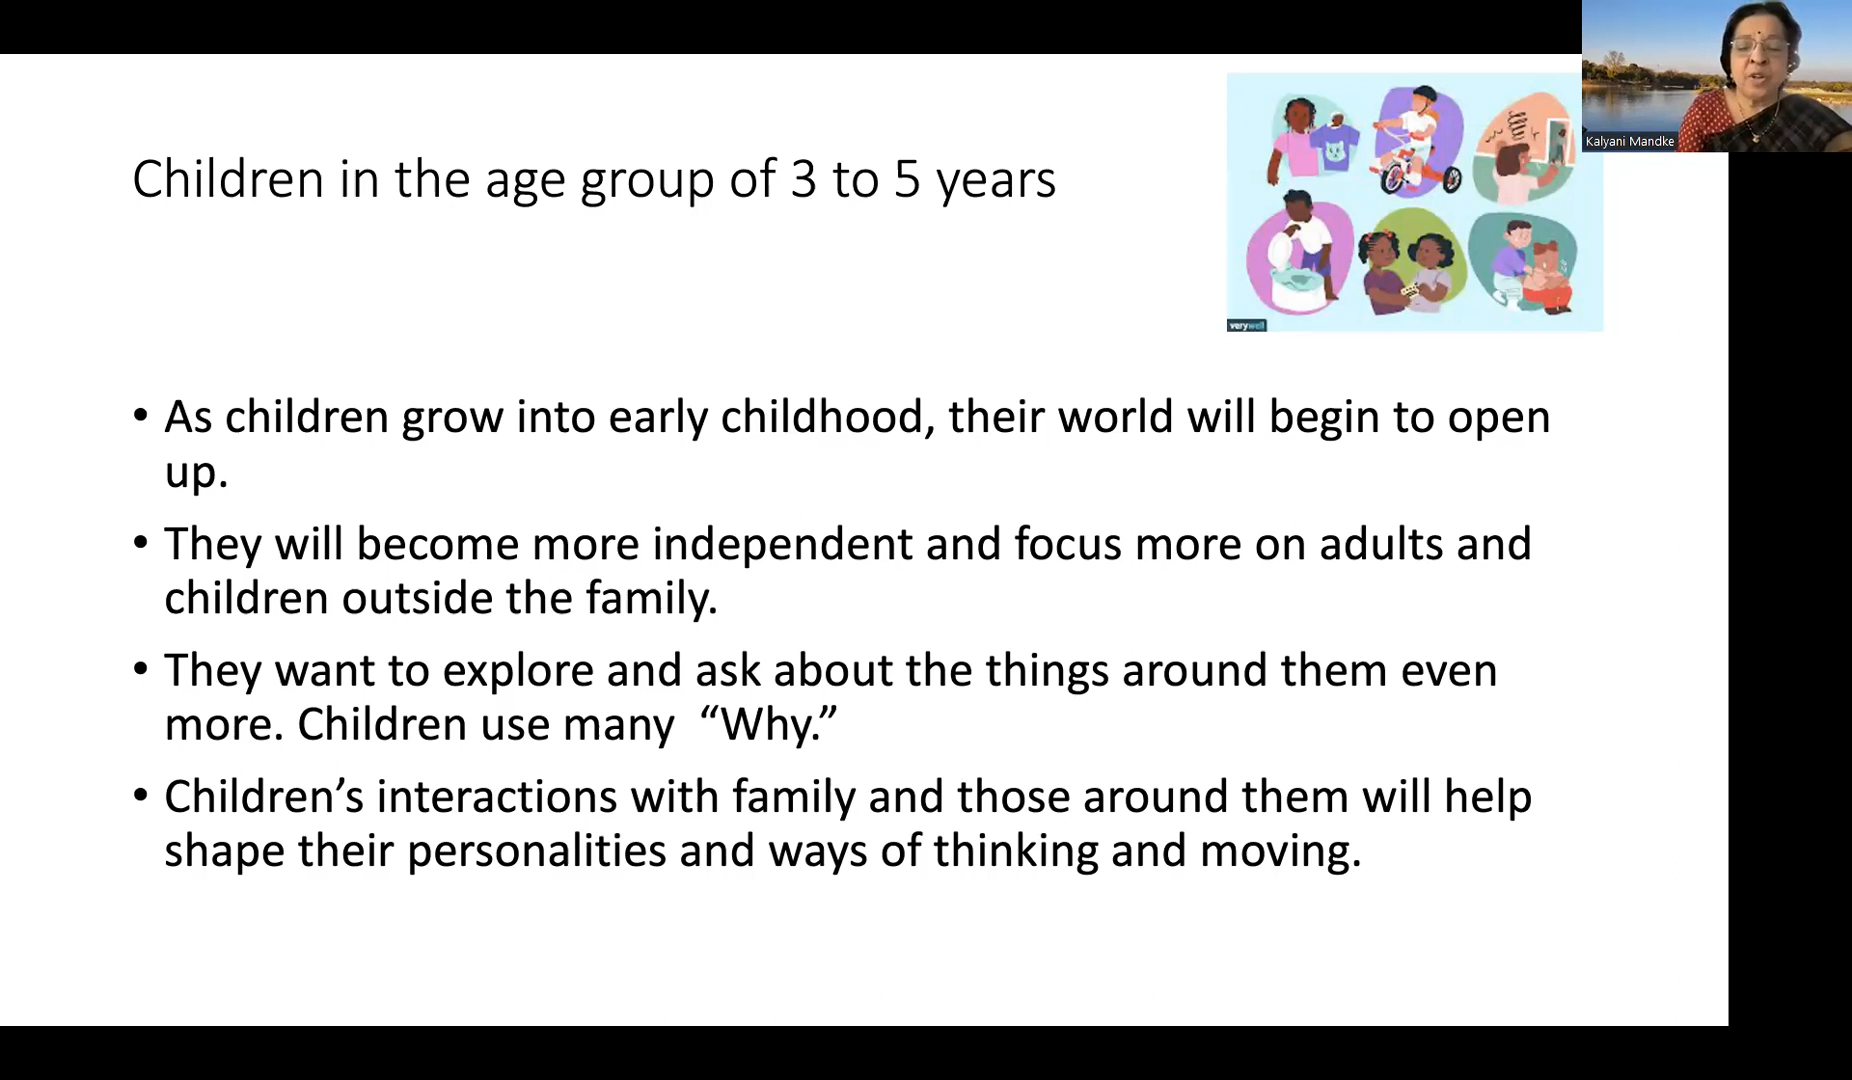 Children in the age group of 3 to 5 years
verywell
Kalyani Mandke
• As children grow into early childhood, their world will begin to open
up.
• They will become more independent and focus more on adults and
children outside the family.
• They want to explore and ask about the things around them even
more. Children use many  “Why.”
• Children’s interactions with family and those around them will help
shape their personalities and ways of thinking and moving.